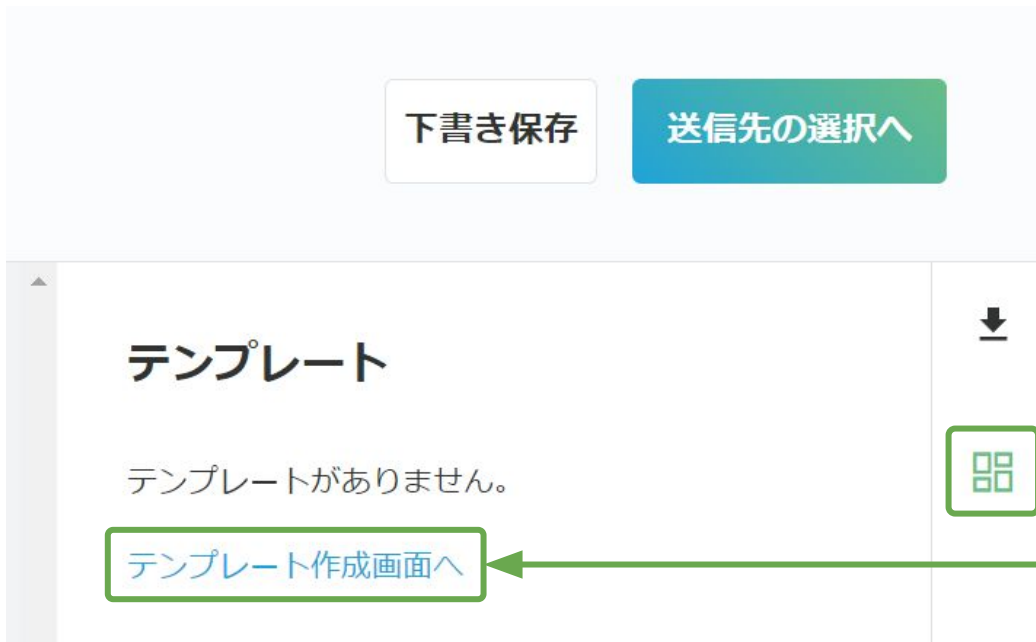 下書き保存
送信先の選択へ
テンプレート
テンプレートがありません。
テンプレート作成画面へ